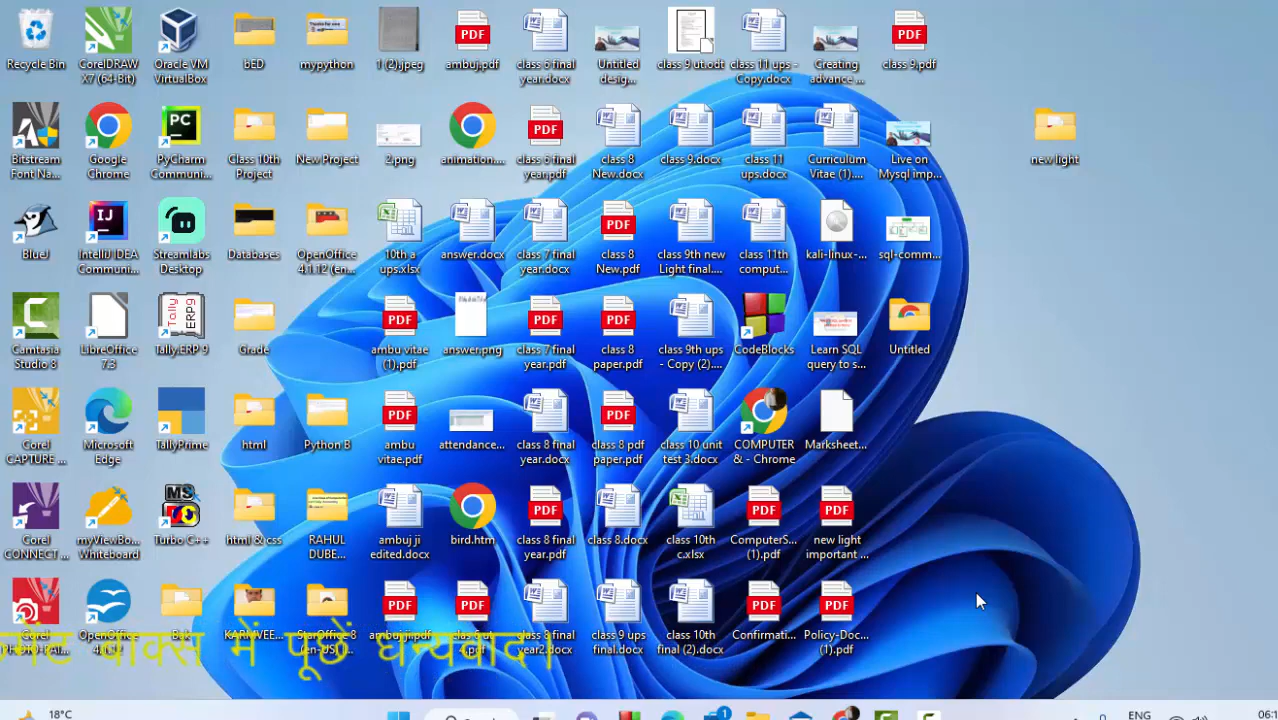 Recycle Bin
CorelDRAW X7 (64-Bit)
Oracle VM VirtualBox
bED
mypython
1 (2).jpeg
ambuj.pdf
class 6 final year.docx
Untitled desig...
class 9 ut.odt
class 11 ups - Copy.docx
Creating advance ...
class 9.pdf
Bitstream Font Na...
Google Chrome
PyCharm Communi...
Class 10th Project
New Project
2.png
animation....
class 6 final year.pdf
class 8 New.docx
class 9.docx
class 11 ups.docx
Curriculum Vitae (1)....
Live on Mysql imp...
new light
BlueJ
IntelliJ IDEA Communi...
Streamlabs Desktop
Databases
OpenOffice 4.1.12 (en...
10th a ups.xlsx
answer.docx
class 7 final year.docx
class 8 New.pdf
class 9th new Light final....
class 11th comput...
kali-linux-...
sql-comm...
Camtasia Studio 8
LibreOffice 7.3
Tally.ERP 9
Grade
ambu vitae (1).pdf
answer.png
class 7 final year.pdf
class 8 paper.pdf
class 9th ups - Copy (2)....
CodeBlocks
Learn SQL query to s...
Untitled
Corel CAPTURE ...
Microsoft Edge
TallyPrime
html
Python B
ambu vitae.pdf
attendance...
class 8 final year.docx
class 8 pdf paper.pdf
class 10 unit test 3.docx
COMPUTER & - Chrome
Marksheet...
Corel CONNECT ...
myViewBo... Whiteboard
Turbo C++
html & css
RAHUL DUBE...
ambuj ji edited.docx
bird.htm
class 8 final year.pdf
class 8.docx
class 10th c.xlsx
ComputerS... (1).pdf
new light important ...
Corel PHOTO-PAI...
OpenOffice 4.1.12
StarOffice 8 (en-US) I...
class 8 final year2.docx
class 9 ups final.docx
class 10th final (2).docx
Confirmati...
Policy-Doc... (1).pdf
में पूछें धन्यवाद।
18°C
ENG